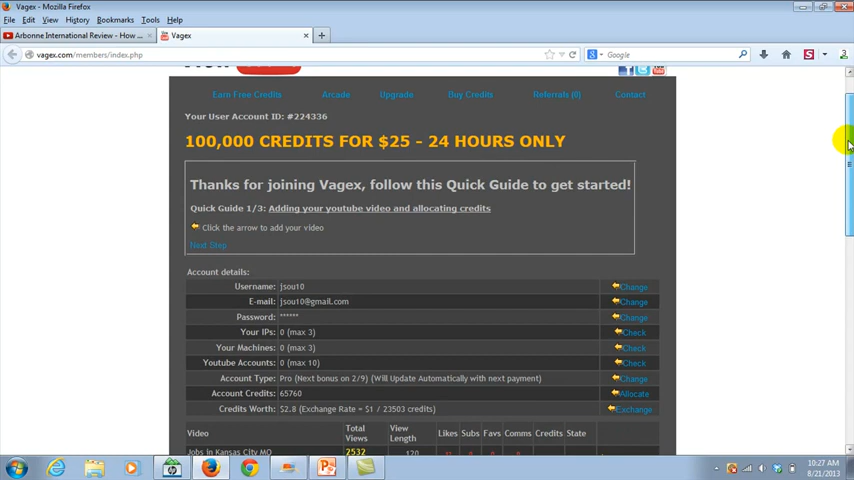 Vagex - Mozilla Firefox
File Edit View History Bookmarks Tools Help
Arbonne International Review - How ...
Vagex
vagex.com/members/index.php
Google
Earn Free Credits Arcade Upgrade Buy Credits Referrals (0) Contact
Your User Account ID: #224336
100,000 CREDITS FOR $25 - 24 HOURS ONLY
Thanks for joining Vagex, follow this Quick Guide to get started!
Quick Guide 1/3: Adding your youtube video and allocating credits
Click the arrow to add your video
Next Step
Account details:
Username: jsou10 Change
E-mail: jsou10@gmail.com Change
Password: ****** Change
Your IPs: 0 (max 3) Check
Your Machines: 0 (max 3) Check
Youtube Accounts: 0 (max 10) Check
Account Type: Pro (Next bonus on 2/9) (Will Update Automatically with next payment) Change
Account Credits: 65760 Allocate
Credits Worth: $2.8 (Exchange Rate = $1 / 23503 credits) Exchange
Video Total Views View Length Likes Subs Favs Comms Credits State
Jobs in Kansas City MO 2532 120
10:27 AM
8/21/2013